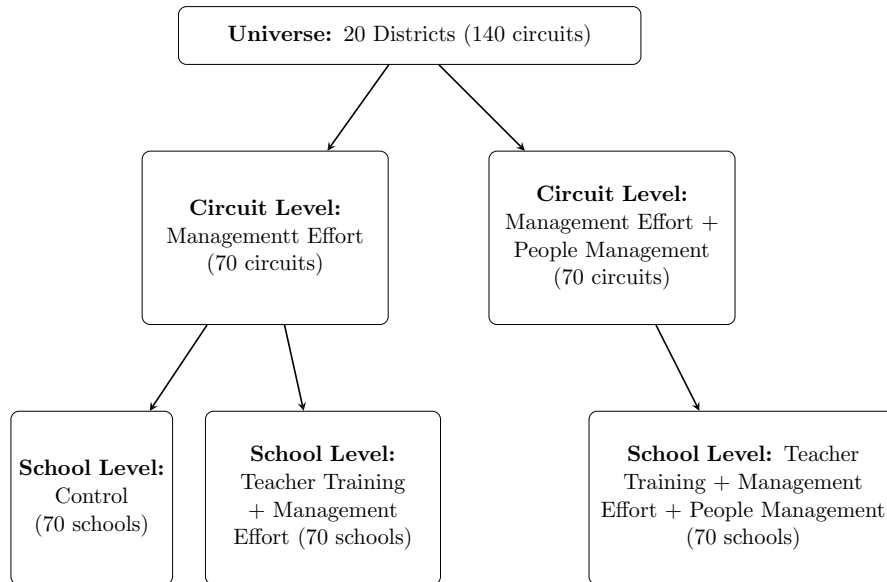 Universe: 20 Districts (140 circuits)
Circuit Level:
Managementt Effort
(70 circuits)
Circuit Level:
Management Effort +
People Management
(70 circuits)
School Level:
Control
(70 schools)
School Level:
Teacher Training
+ Management
Effort (70 schools)
School Level: Teacher
Training + Management
Effort + People Management
(70 schools)